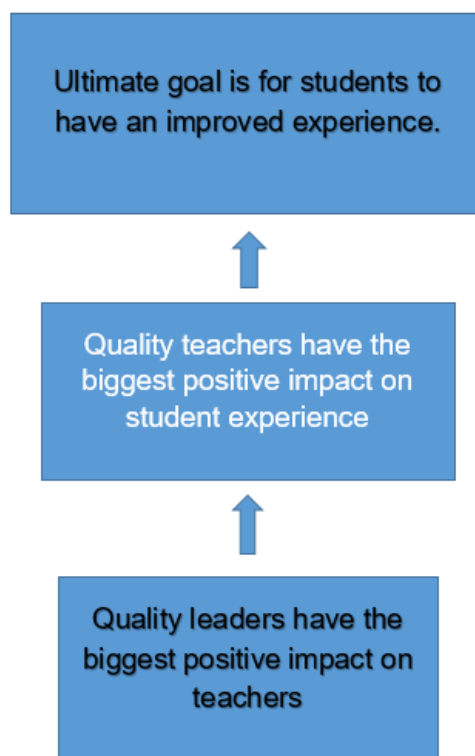 Ultimate goal is for students to
have an improved experience.
Quality teachers have the
biggest positive impact on
student experience
Quality leaders have the
biggest positive impact on
teachers